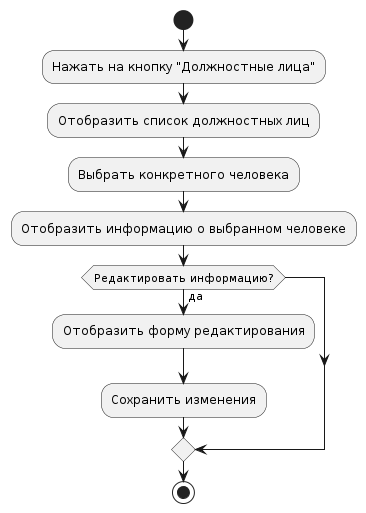 Нажать на кнопку "Должностные лица"
Отобразить список должностных лиц
Выбрать конкретного человека
Отобразить информацию о выбранном человеке
Редактировать информацию?
да
Отобразить форму редактирования
Сохранить изменения